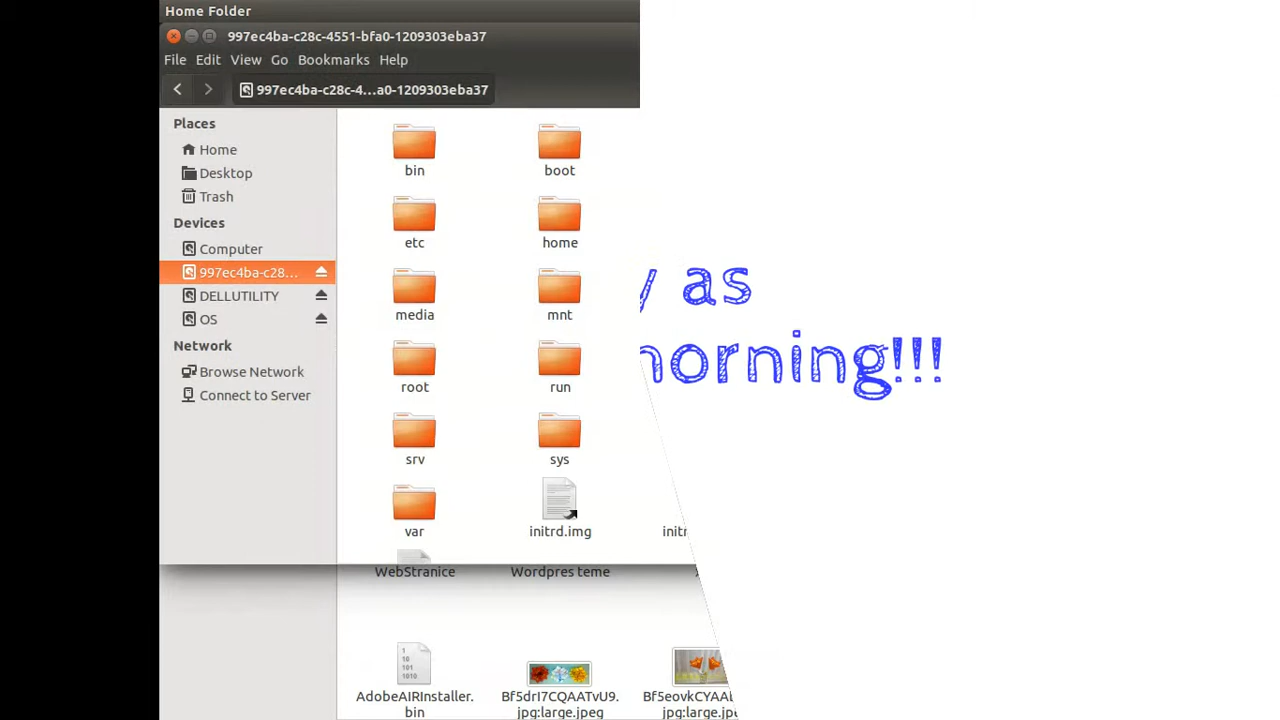 Home Folder
997ec4ba-c28c-4551-bfa0-1209303eba37
File Edit View Go Bookmarks Help
997ec4ba-c28c-4...a0-1209303eba37
Places
Home
Desktop
Trash
Devices
Computer
997ec4ba-c28...
DELLUTILITY
OS
Network
Browse Network
Connect to Server
bin boot
etc home
media mnt
root run
srv sys
var initrd.img
WebStranice Wordpres teme
AdobeAIRInstaller.bin
Bf5drI7CQAATvU9.jpg:large.jpeg
y as
norning!!!